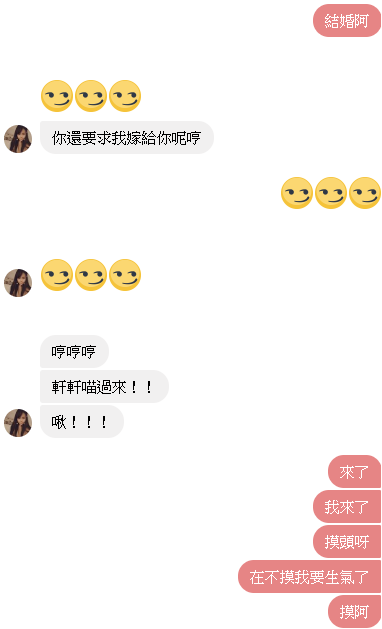 結婚阿
😏😏😏
你還要求我嫁給你呢哼
😏😏😏
😏😏😏
哼哼哼
軒軒喵過來！！
啾！！！
來了
我來了
摸頭呀
在不摸我要生氣了
摸阿